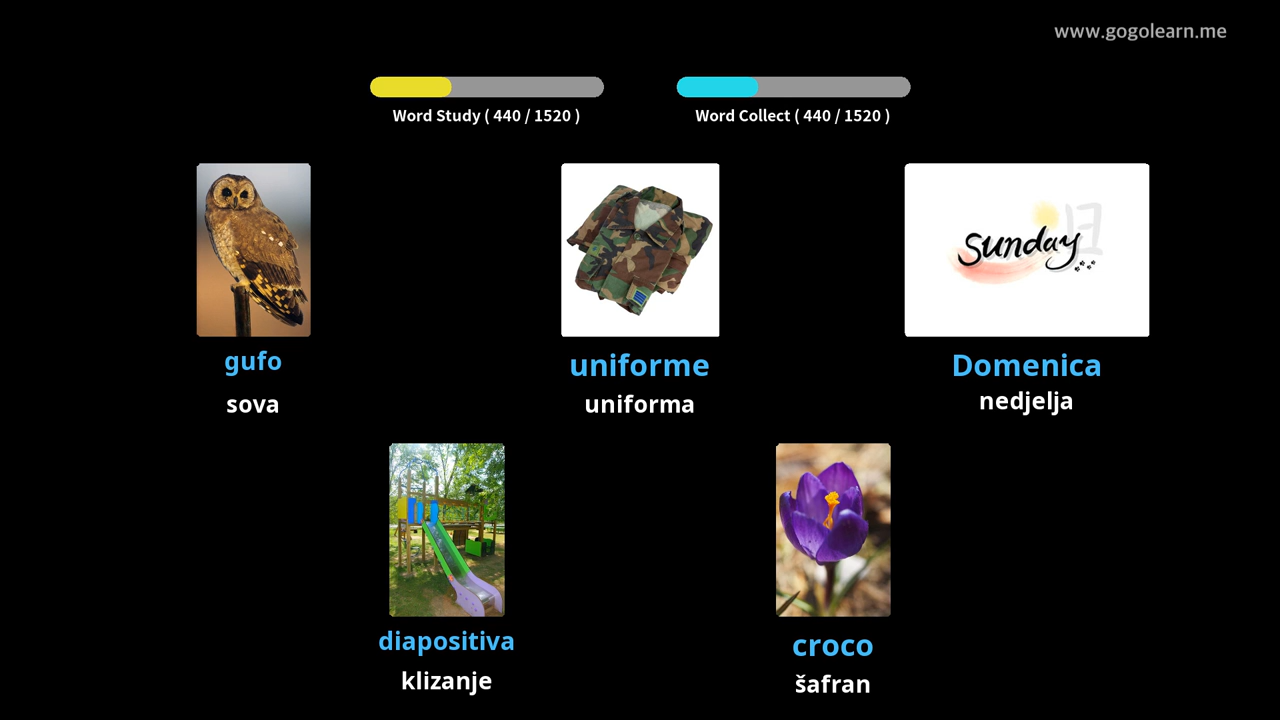 www.gogolearn.me
Word Study ( 440 / 1520 )
Word Collect ( 440 / 1520 )
Sunday
日
gufo
uniforme
Domenica
sova
uniforma
nedjelja
diapositiva
croco
klizanje
šafran